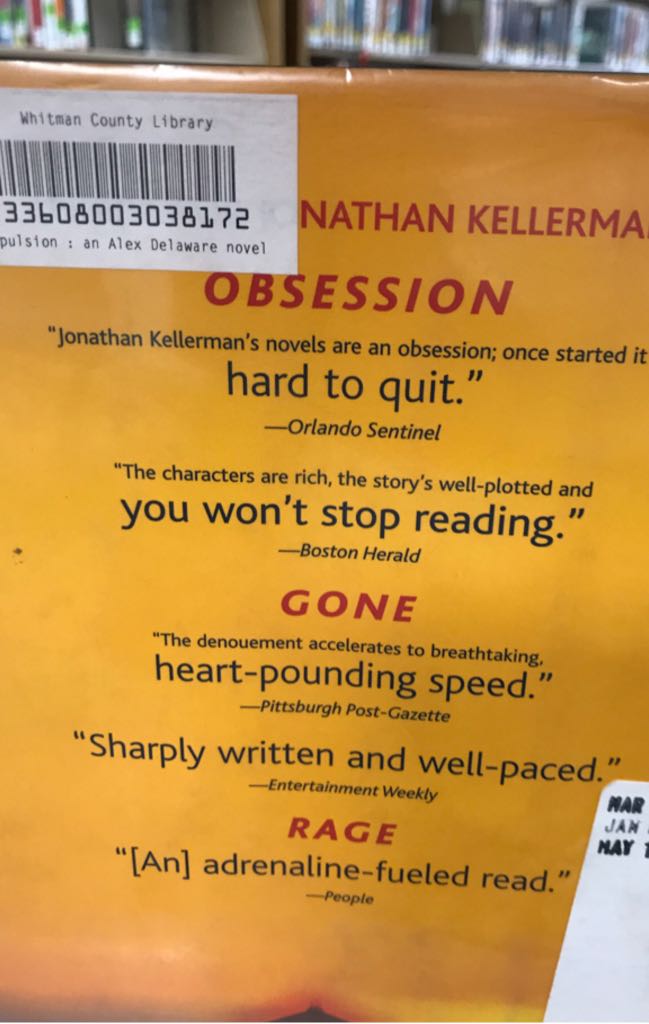 Whitman County Library
33608003038172
pulsion : an Alex Delaware novel
NATHAN KELLERMA
OBSESSION
"Jonathan Kellerman's novels are an obsession; once started it
hard to quit."
—Orlando Sentinel
"The characters are rich, the story's well-plotted and
you won't stop reading."
—Boston Herald
GONE
"The denouement accelerates to breathtaking,
heart-pounding speed."
—Pittsburgh Post-Gazette
"Sharply written and well-paced."
—Entertainment Weekly
RAGE
"[An] adrenaline-fueled read."
—People
MAR
JAN
MAY 1